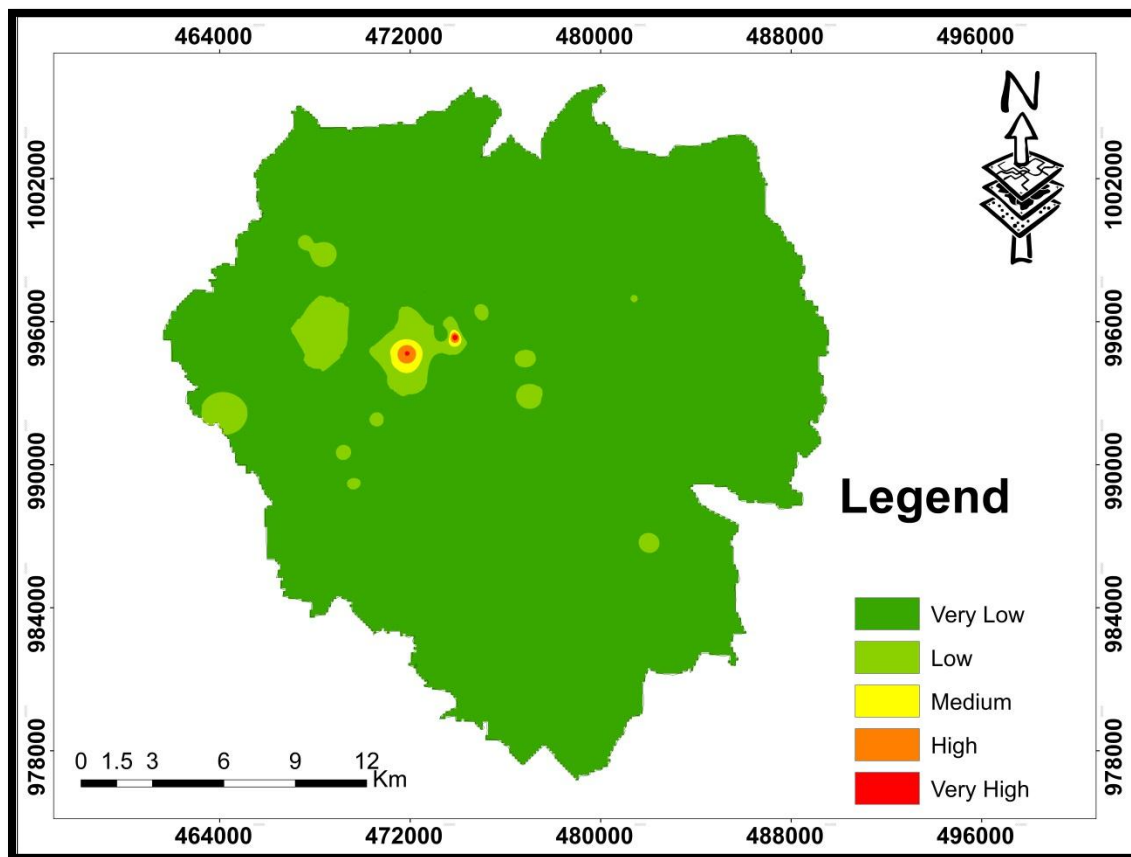 464000 472000 480000 488000 496000
N
1002000 1002000
996000 996000
990000 990000
984000 984000
978000 978000
Legend
Very Low
Low
Medium
High
Very High
0 1.5 3 6 9 12
Km
464000 472000 480000 488000 496000